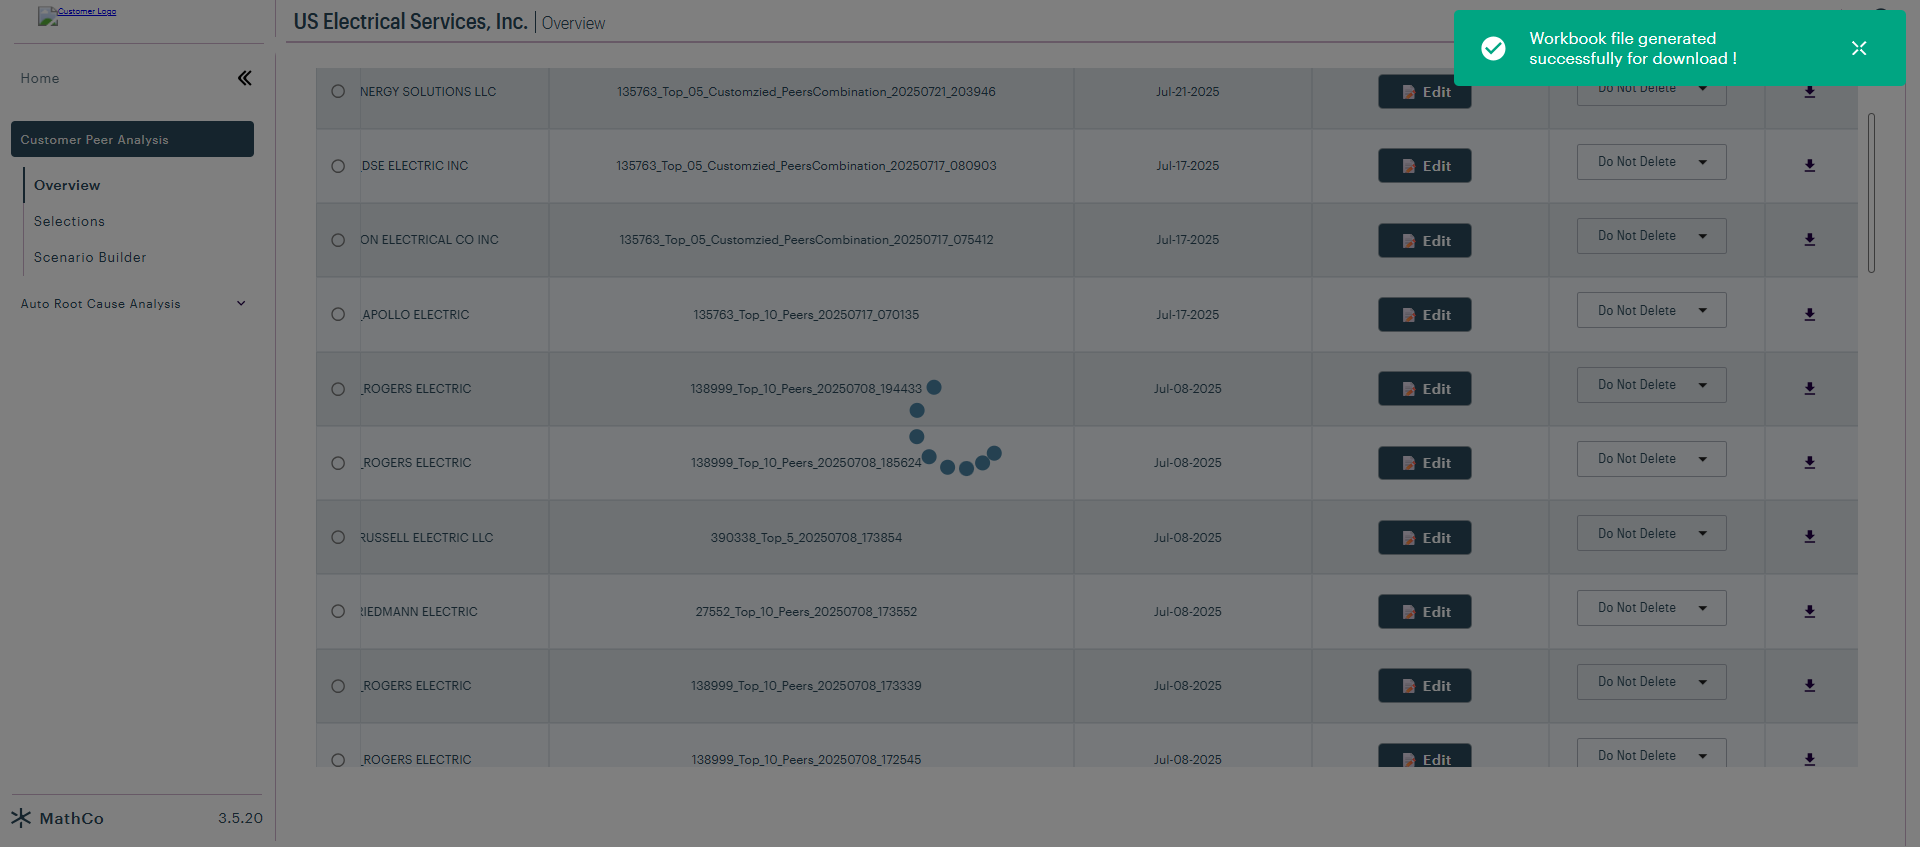 Customer Logo
US Electrical Services, Inc. | Overview
Workbook file generated
successfully for download !
Home
Customer Peer Analysis
Overview
Selections
Scenario Builder
Auto Root Cause Analysis
NERGY SOLUTIONS LLC 135763_Top_05_Customzied_PeersCombination_20250721_203946 Jul-21-2025 Edit Do Not Delete
DSE ELECTRIC INC 135763_Top_05_Customzied_PeersCombination_20250717_080903 Jul-17-2025 Edit Do Not Delete
ON ELECTRICAL CO INC 135763_Top_05_Customzied_PeersCombination_20250717_075412 Jul-17-2025 Edit Do Not Delete
_APOLLO ELECTRIC 135763_Top_10_Peers_20250717_070135 Jul-17-2025 Edit Do Not Delete
_ROGERS ELECTRIC 138999_Top_10_Peers_20250708_194433 Jul-08-2025 Edit Do Not Delete
_ROGERS ELECTRIC 138999_Top_10_Peers_20250708_185624 Jul-08-2025 Edit Do Not Delete
RUSSELL ELECTRIC LLC 390338_Top_5_20250708_173854 Jul-08-2025 Edit Do Not Delete
RIEDMANN ELECTRIC 27552_Top_10_Peers_20250708_173552 Jul-08-2025 Edit Do Not Delete
_ROGERS ELECTRIC 138999_Top_10_Peers_20250708_173339 Jul-08-2025 Edit Do Not Delete
_ROGERS ELECTRIC 138999_Top_10_Peers_20250708_172545 Jul-08-2025 Edit Do Not Delete
MathCo 3.5.20